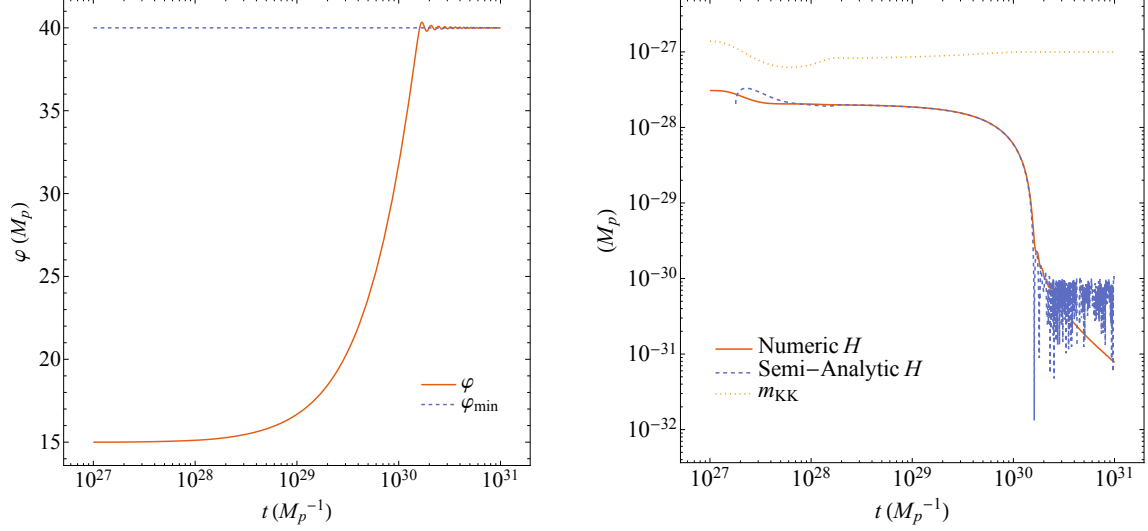 40
35
30
25
20
15
φ (M_p)
φ
φ_min
10^27
10^28
10^29
10^30
10^31
t (M_p^−1)
10^−27
10^−28
10^−29
10^−30
10^−31
10^−32
(M_p)
Numeric H
Semi−Analytic H
m_KK
10^27
10^28
10^29
10^30
10^31
t (M_p^−1)